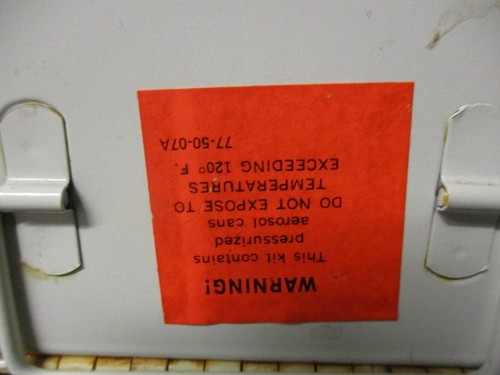 WARNING!
This kit contains
pressurized
aerosol cans
DO NOT EXPOSE TO
TEMPERATURES
EXCEEDING 120° F.
77-50-07A